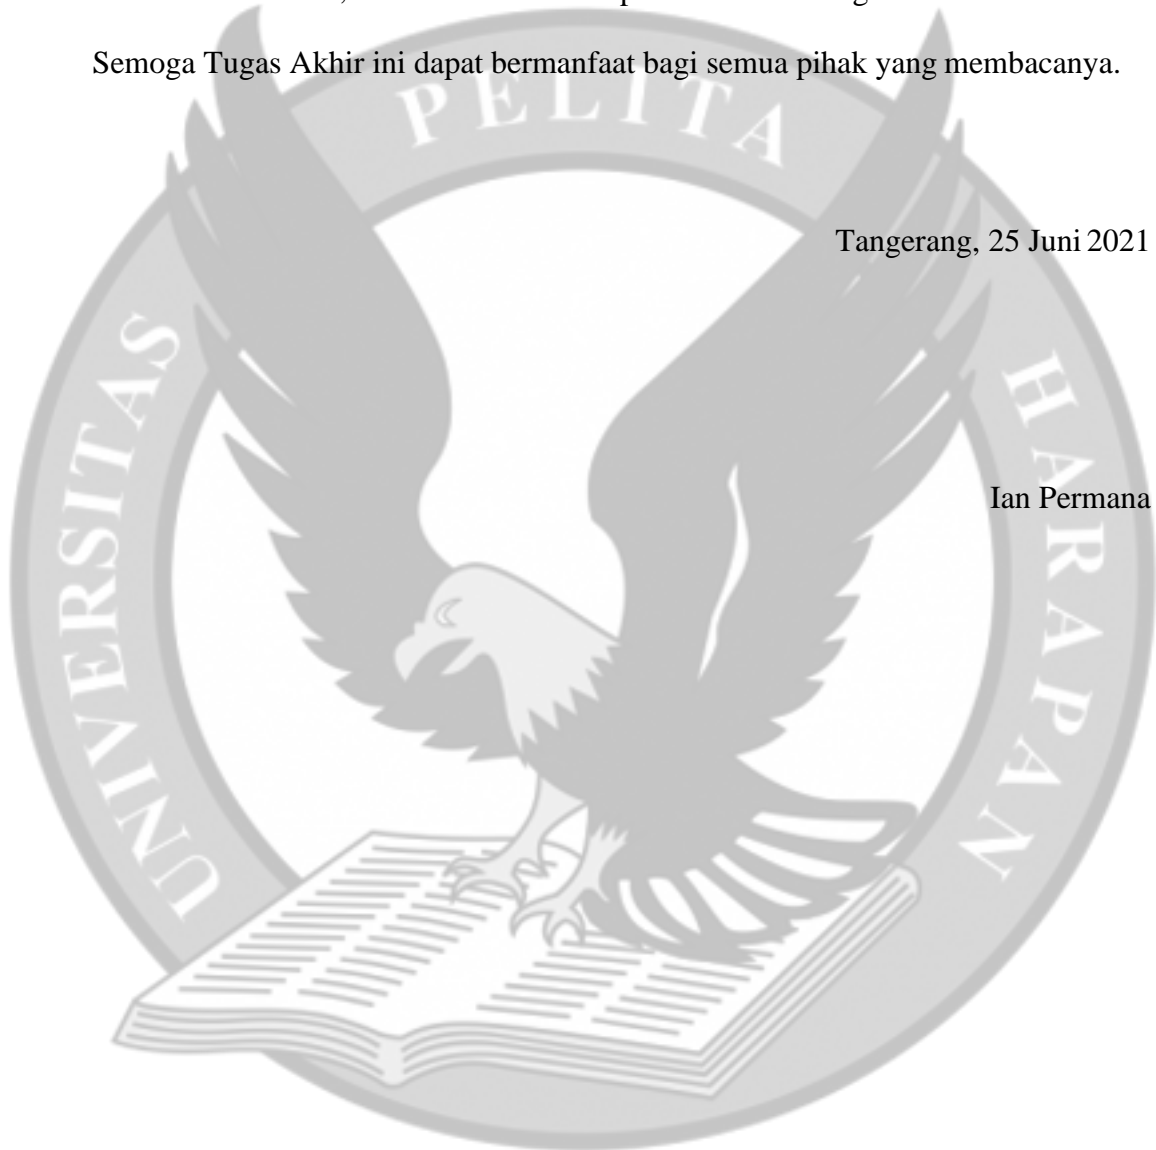 Semoga Tugas Akhir ini dapat bermanfaat bagi semua pihak yang membacanya.
PELITA
Tangerang, 25 Juni 2021
UNIVERSITAS
HARAPAN
Ian Permana